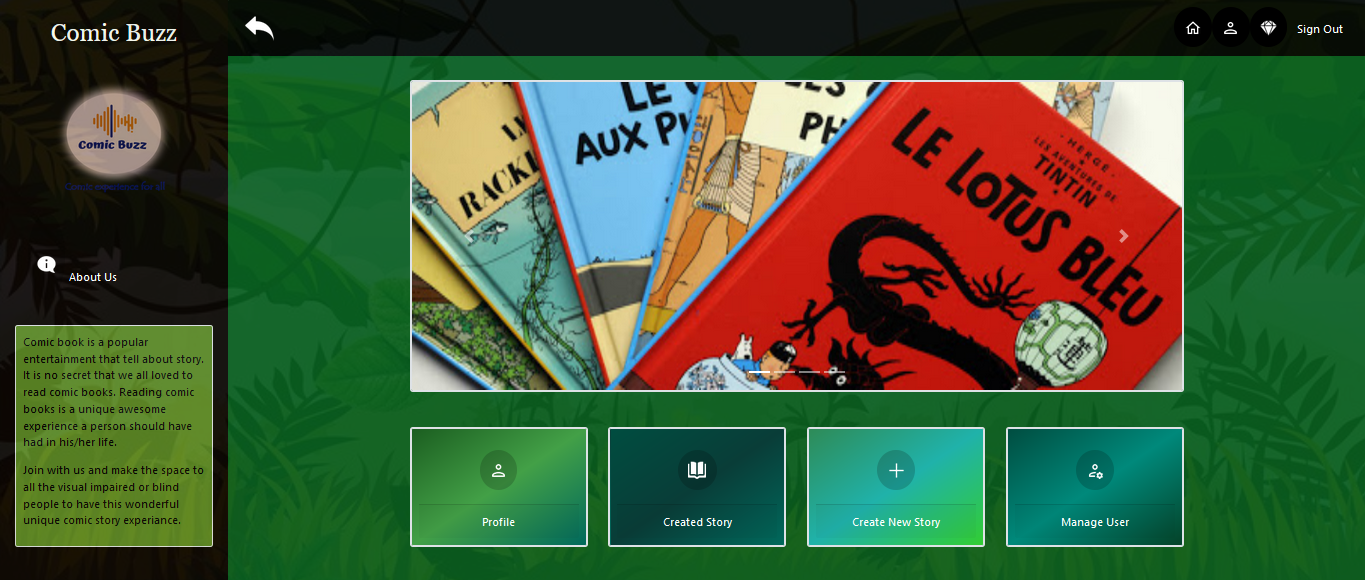 Comic Buzz
Sign Out
Comic Buzz
About Us
Comic book is a popular
entertainment that tell about story.
It is no secret that we all loved to
read comic books. Reading comic
books is a unique awesome
experience a person should have
had in his/her life.
Join with us and make the space to
all the visual impaired or blind
people to have this wonderful
unique comic story experiance.
RACK
LE
AUX P
PH
· HERGÉ ·
LES AVENTURES DE
TINTIN
LE LOTUS BLEU
Profile
Created Story
Create New Story
Manage User